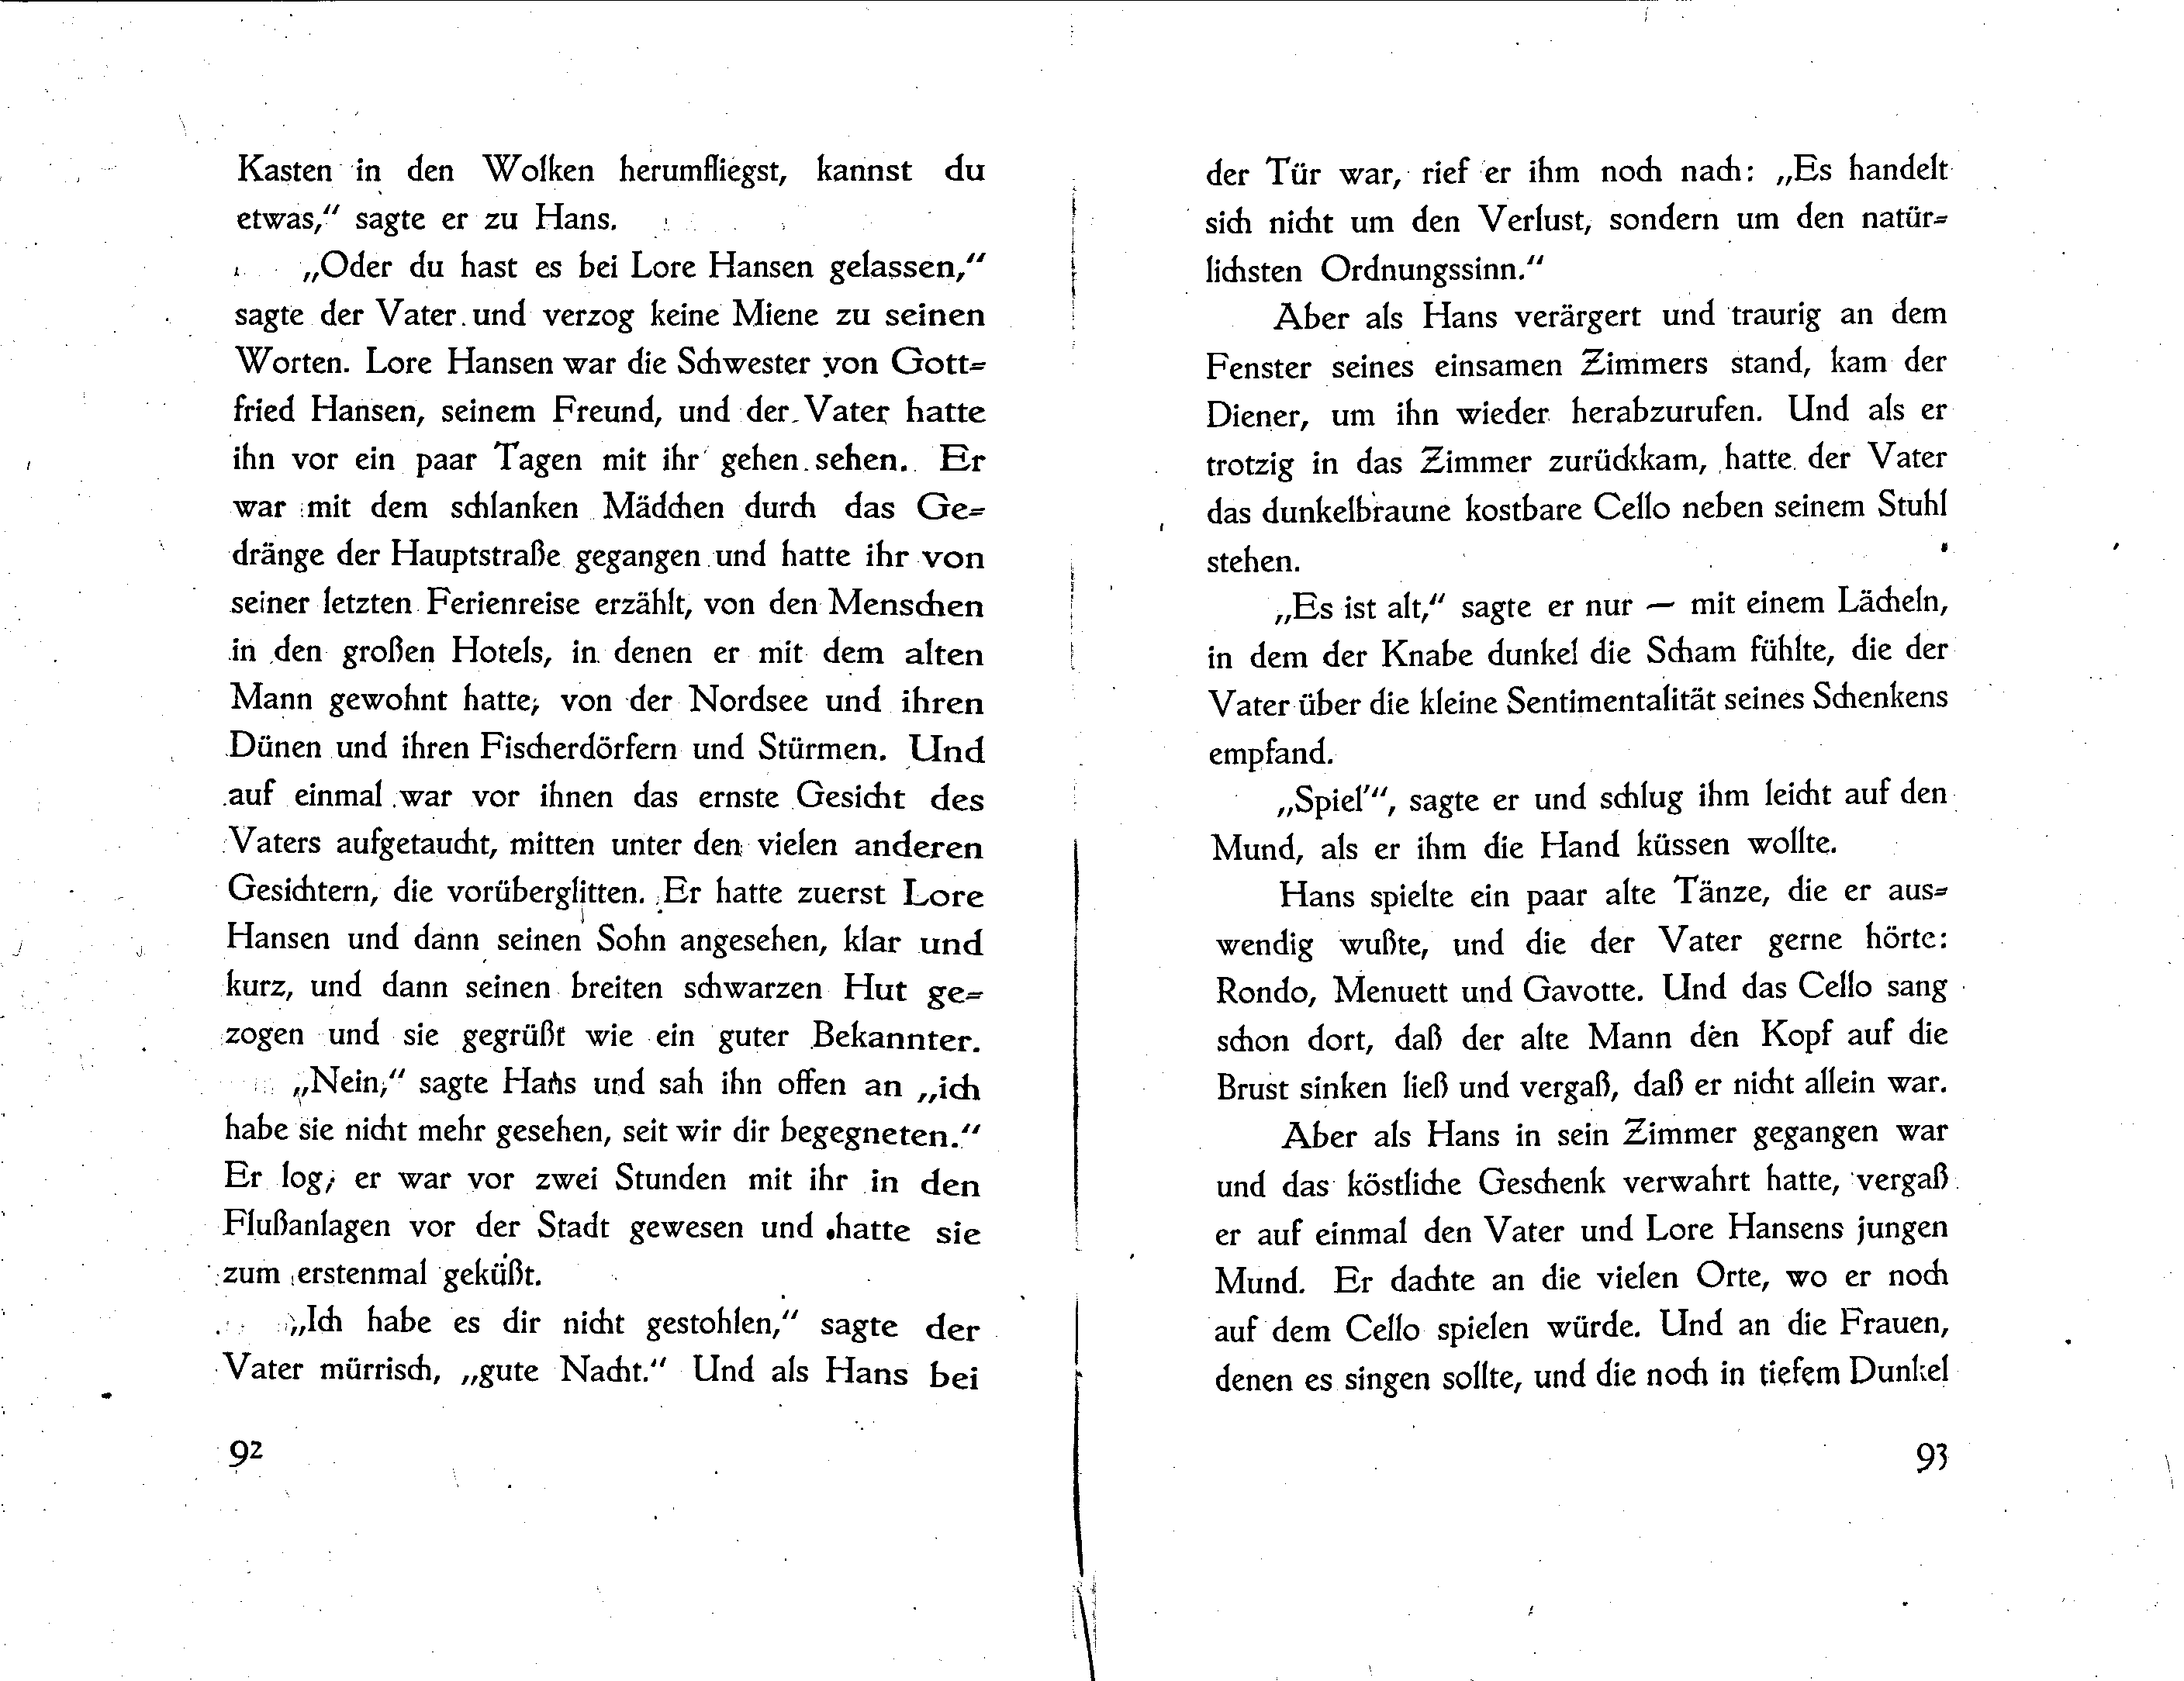 Kasten in den Wolken herumfliegst, kannst du
etwas,“ sagte er zu Hans.
„Oder du hast es bei Lore Hansen gelassen,“
sagte der Vater und verzog keine Miene zu seinen
Worten. Lore Hansen war die Schwester von Gott=
fried Hansen, seinem Freund, und der Vater hatte
ihn vor ein paar Tagen mit ihr gehen sehen. Er
war mit dem schlanken Mädchen durch das Ge=
dränge der Hauptstraße gegangen und hatte ihr von
seiner letzten Ferienreise erzählt, von den Menschen
in den großen Hotels, in denen er mit dem alten
Mann gewohnt hatte, von der Nordsee und ihren
Dünen und ihren Fischerdörfern und Stürmen. Und
auf einmal war vor ihnen das ernste Gesicht des
Vaters aufgetaucht, mitten unter den vielen anderen
Gesichtern, die vorüberglitten. Er hatte zuerst Lore
Hansen und dann seinen Sohn angesehen, klar und
kurz, und dann seinen breiten schwarzen Hut ge=
zogen und sie gegrüßt wie ein guter Bekannter.
„Nein,“ sagte Hans und sah ihn offen an „ich
habe sie nicht mehr gesehen, seit wir dir begegneten.“
Er log; er war vor zwei Stunden mit ihr in den
Flußanlagen vor der Stadt gewesen und hatte sie
zum erstenmal geküßt.
„Ich habe es dir nicht gestohlen,“ sagte der
Vater mürrisch, „gute Nacht.“ Und als Hans bei
92
der Tür war, rief er ihm noch nach: „Es handelt
sich nicht um den Verlust, sondern um den natür=
lichsten Ordnungssinn.“
Aber als Hans verärgert und traurig an dem
Fenster seines einsamen Zimmers stand, kam der
Diener, um ihn wieder herabzurufen. Und als er
trotzig in das Zimmer zurückkam, hatte der Vater
das dunkelbraune kostbare Cello neben seinem Stuhl
stehen.
„Es ist alt,“ sagte er nur — mit einem Lächeln,
in dem der Knabe dunkel die Scham fühlte, die der
Vater über die kleine Sentimentalität seines Schenkens
empfand.
„Spiel’“, sagte er und schlug ihm leicht auf den
Mund, als er ihm die Hand küssen wollte.
Hans spielte ein paar alte Tänze, die er aus=
wendig wußte, und die der Vater gerne hörte:
Rondo, Menuett und Gavotte. Und das Cello sang
schon dort, daß der alte Mann den Kopf auf die
Brust sinken ließ und vergaß, daß er nicht allein war.
Aber als Hans in sein Zimmer gegangen war
und das köstliche Geschenk verwahrt hatte, vergaß
er auf einmal den Vater und Lore Hansens jungen
Mund. Er dachte an die vielen Orte, wo er noch
auf dem Cello spielen würde. Und an die Frauen,
denen es singen sollte, und die noch in tiefem Dunkel
93